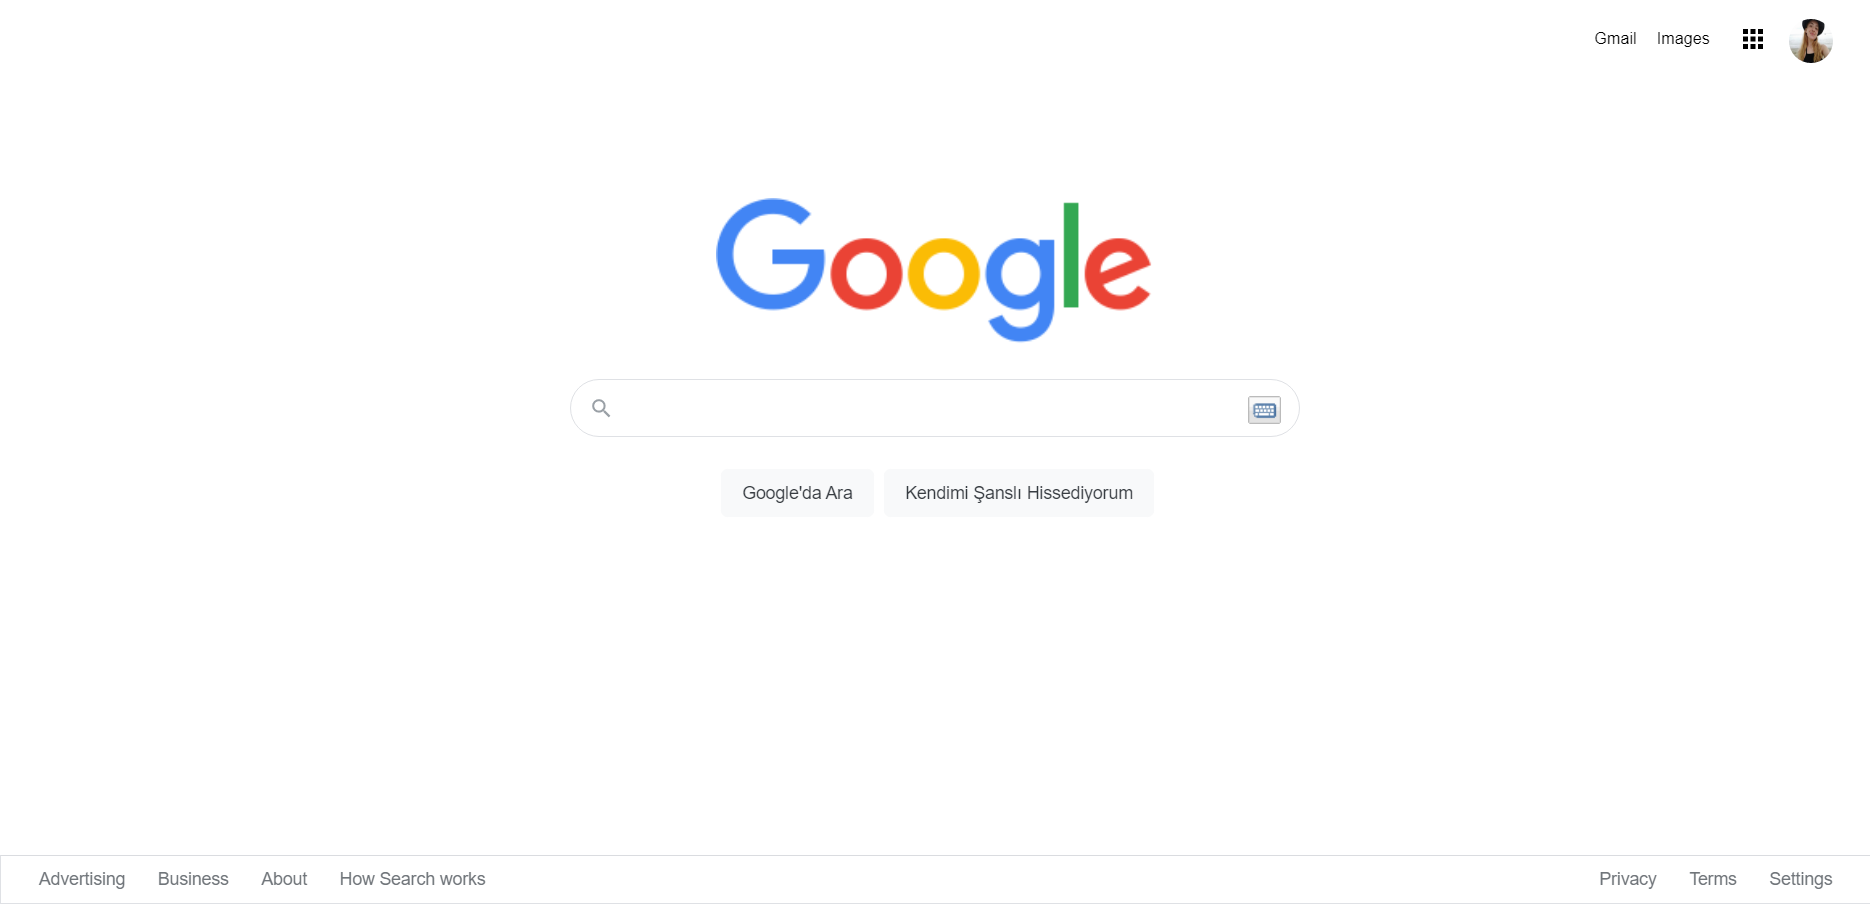 Gmail Images
Google
Google'da Ara Kendimi Şanslı Hissediyorum
Advertising Business About How Search works Privacy Terms Settings